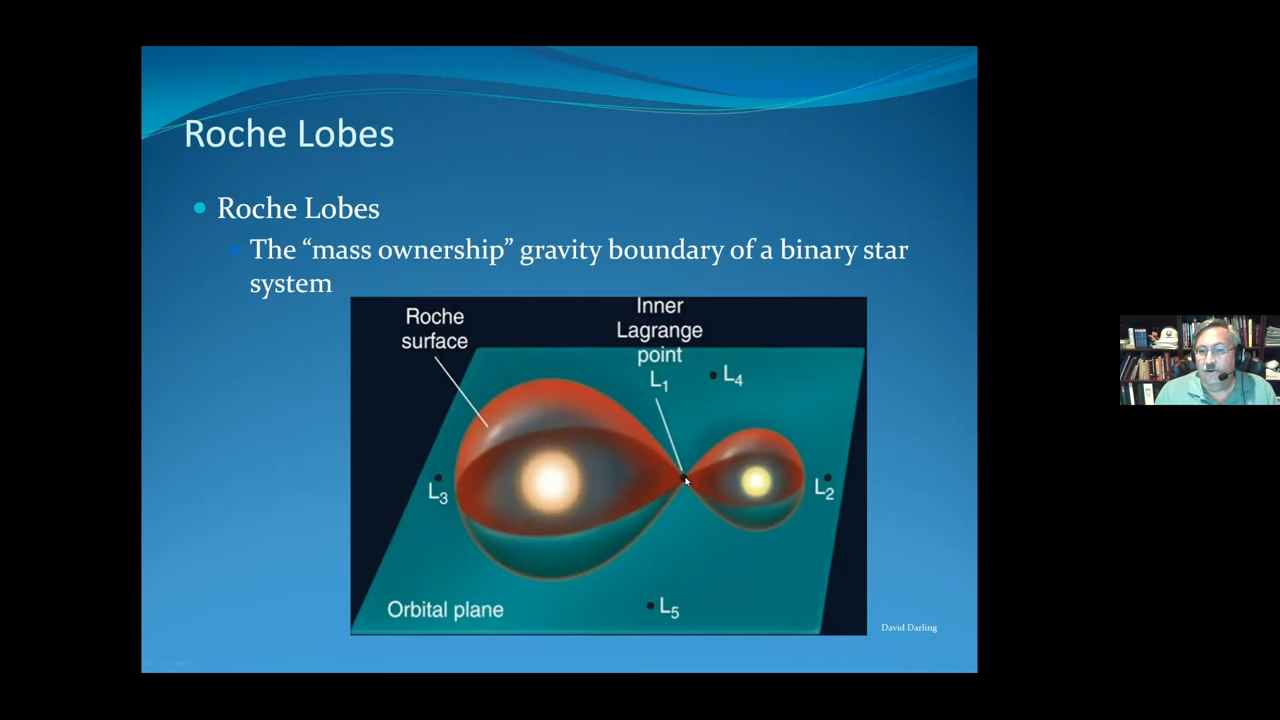 Roche Lobes
Roche Lobes
The “mass ownership” gravity boundary of a binary star
system
Roche
surface
Inner
Lagrange
point
L₁
L₄
L₃
L₂
L₅
Orbital plane
David Darling